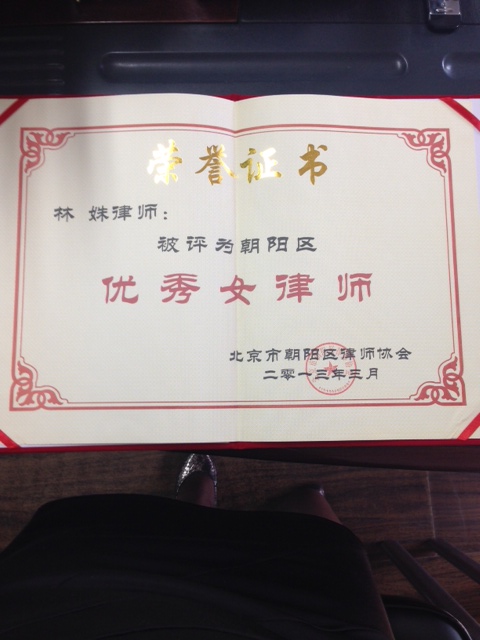 荣誉证书
林 姝律师：
被评为朝阳区
优秀女律师
北京市朝阳区律师协会
二零一三年三月